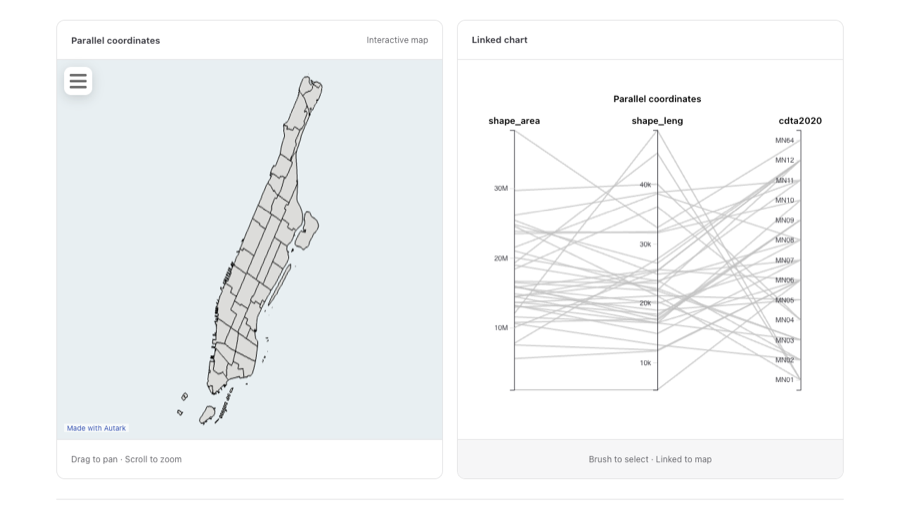 Parallel coordinates
Interactive map
Made with Autark
Drag to pan · Scroll to zoom
Linked chart
Parallel coordinates
shape_area
shape_leng
cdta2020
30M
20M
10M
40k
30k
20k
10k
MN64
MN12
MN11
MN10
MN09
MN08
MN07
MN06
MN05
MN04
MN03
MN02
MN01
Brush to select · Linked to map